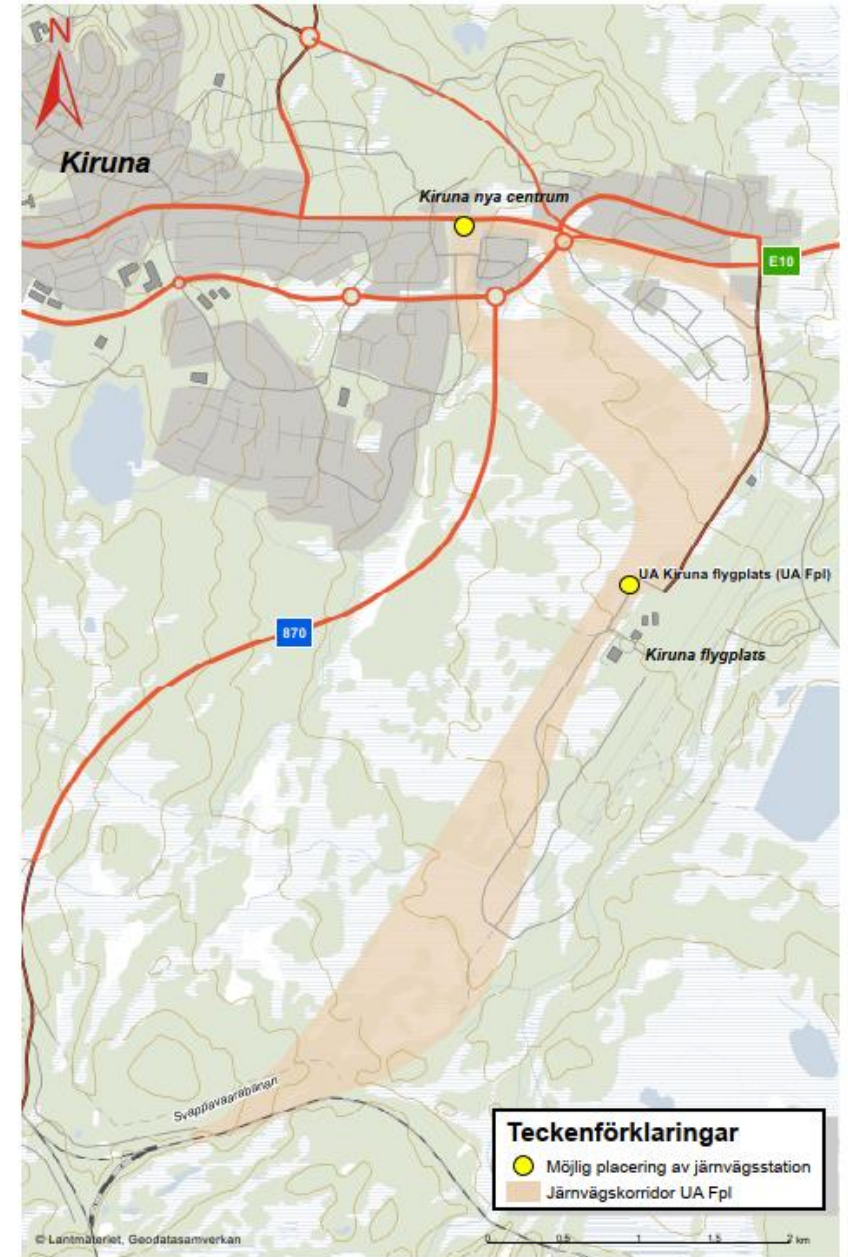 N
Kiruna
Kiruna nya centrum
E10
UA Kiruna flygplats (UA Fpl)
870
Kiruna flygplats
Svappavaarabanan
Teckenförklaringar
Möjlig placering av järnvägsstation
Järnvägskorridor UA Fpl
© Lantmäteriet, Geodatasamverkan
0 0,5 1 1,5 2 km